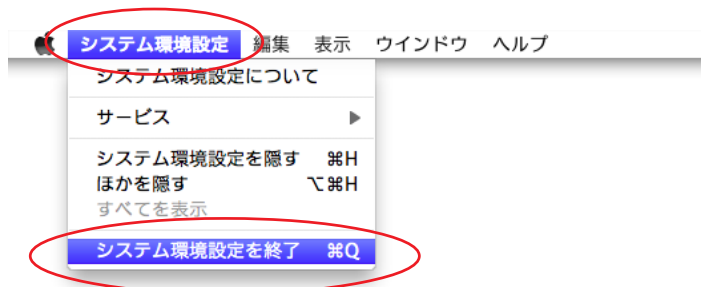 システム環境設定 編集 表示 ウインドウ ヘルプ
システム環境設定について
サービス ▶
システム環境設定を隠す ⌘H
ほかを隠す ⌥⌘H
すべてを表示
システム環境設定を終了 ⌘Q